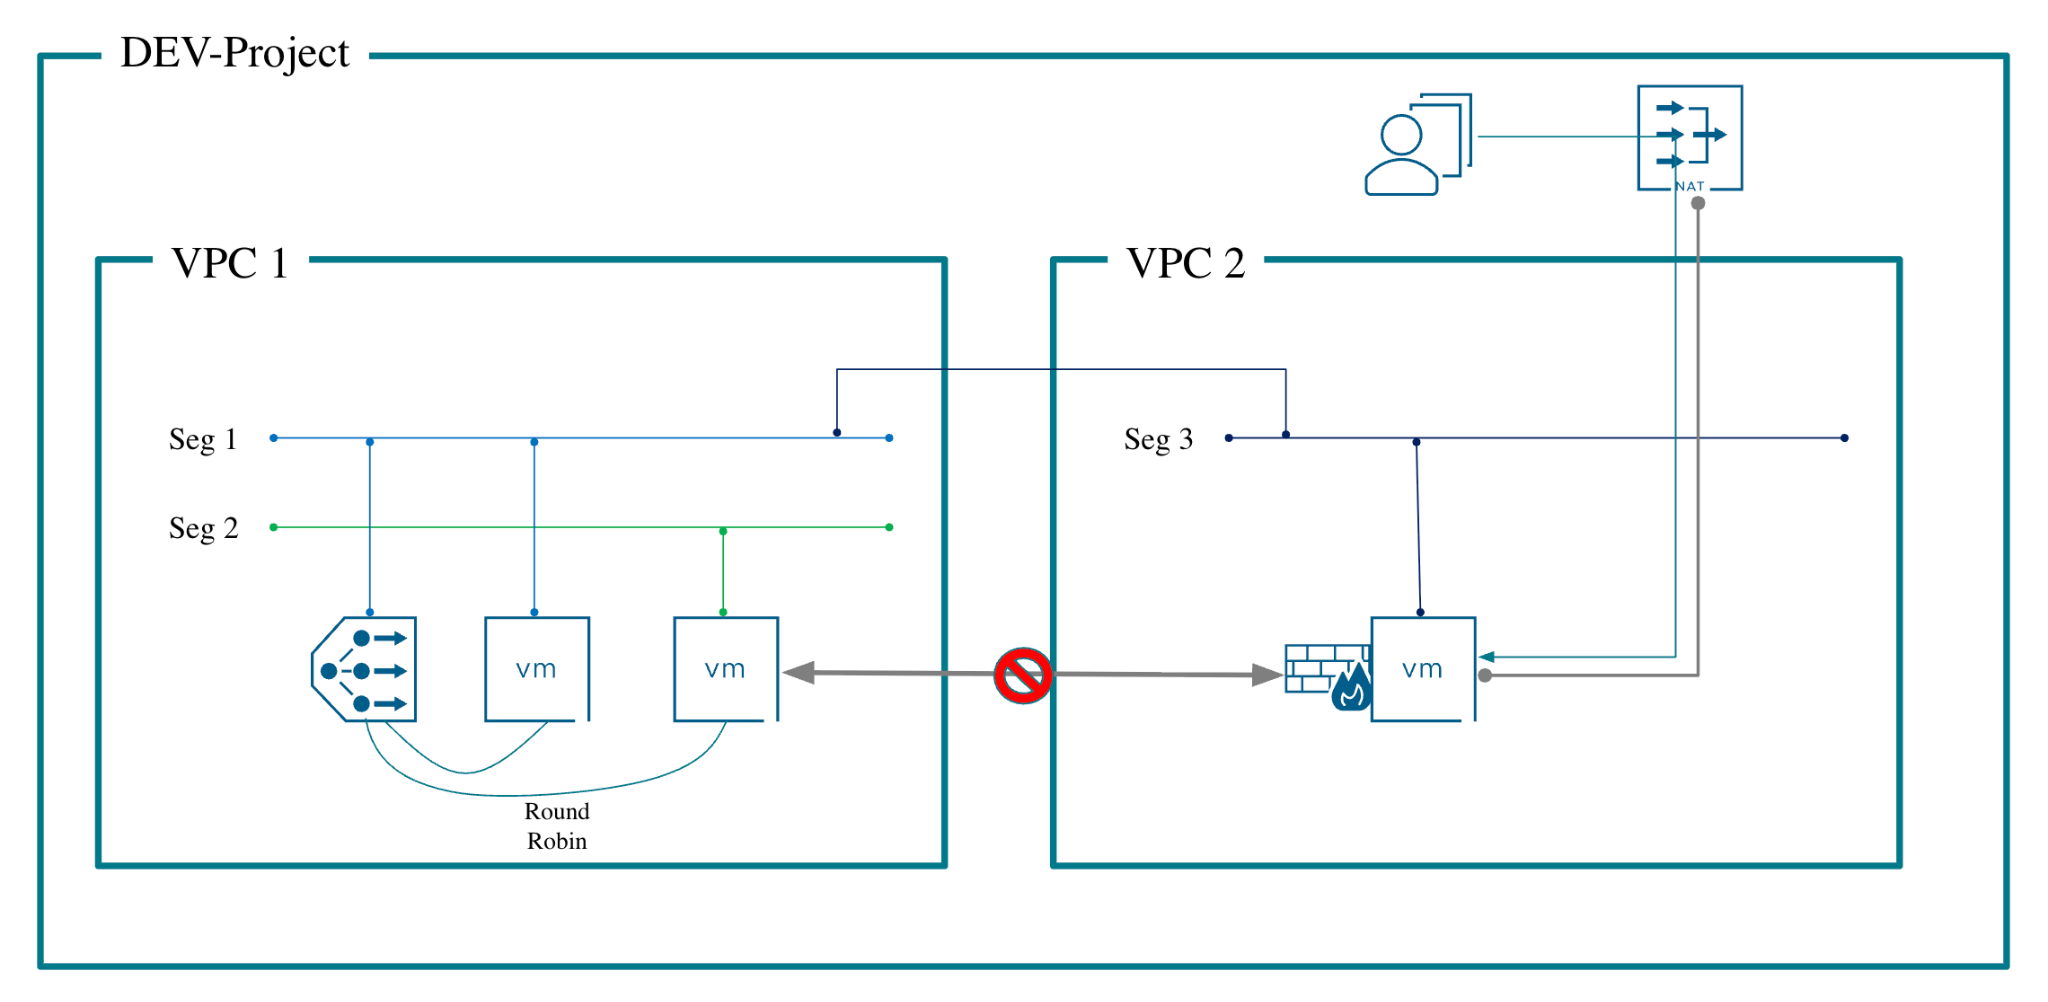 DEV-Project
NAT
VPC 1
VPC 2
Seg 1
Seg 3
Seg 2
vm
vm
vm
Round
Robin